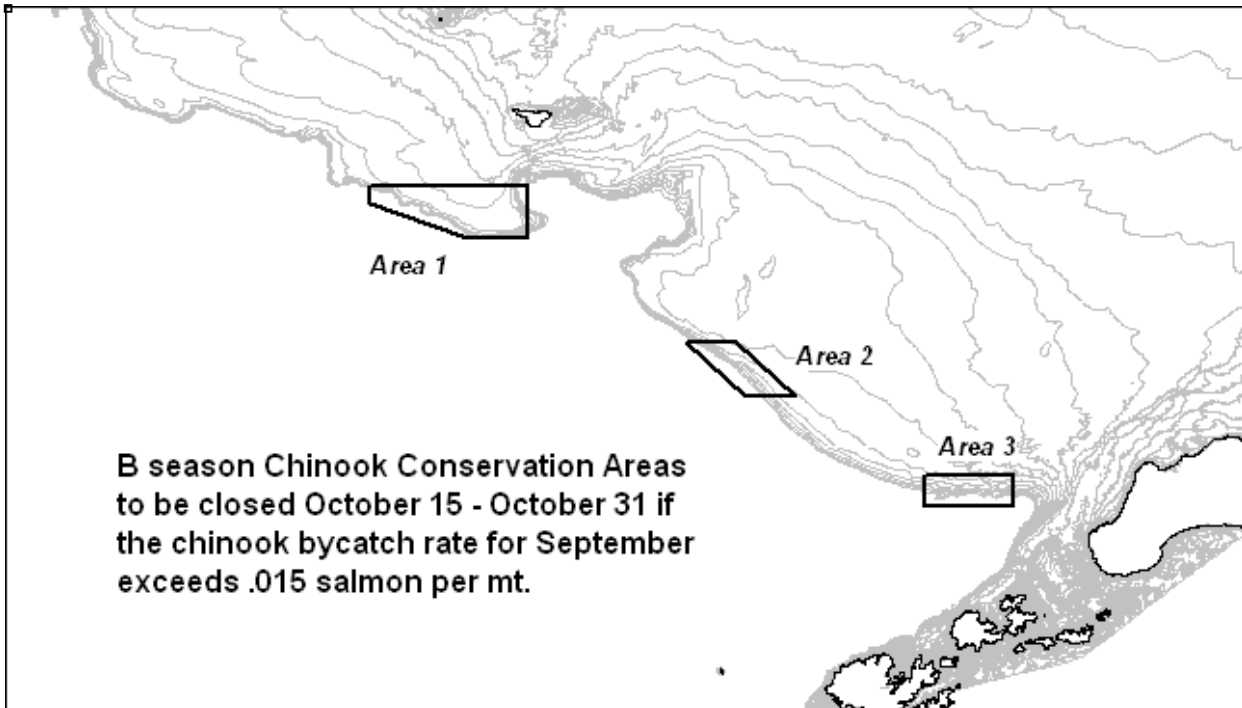 Area 1
Area 2
Area 3
B season Chinook Conservation Areas
to be closed October 15 - October 31 if
the chinook bycatch rate for September
exceeds .015 salmon per mt.